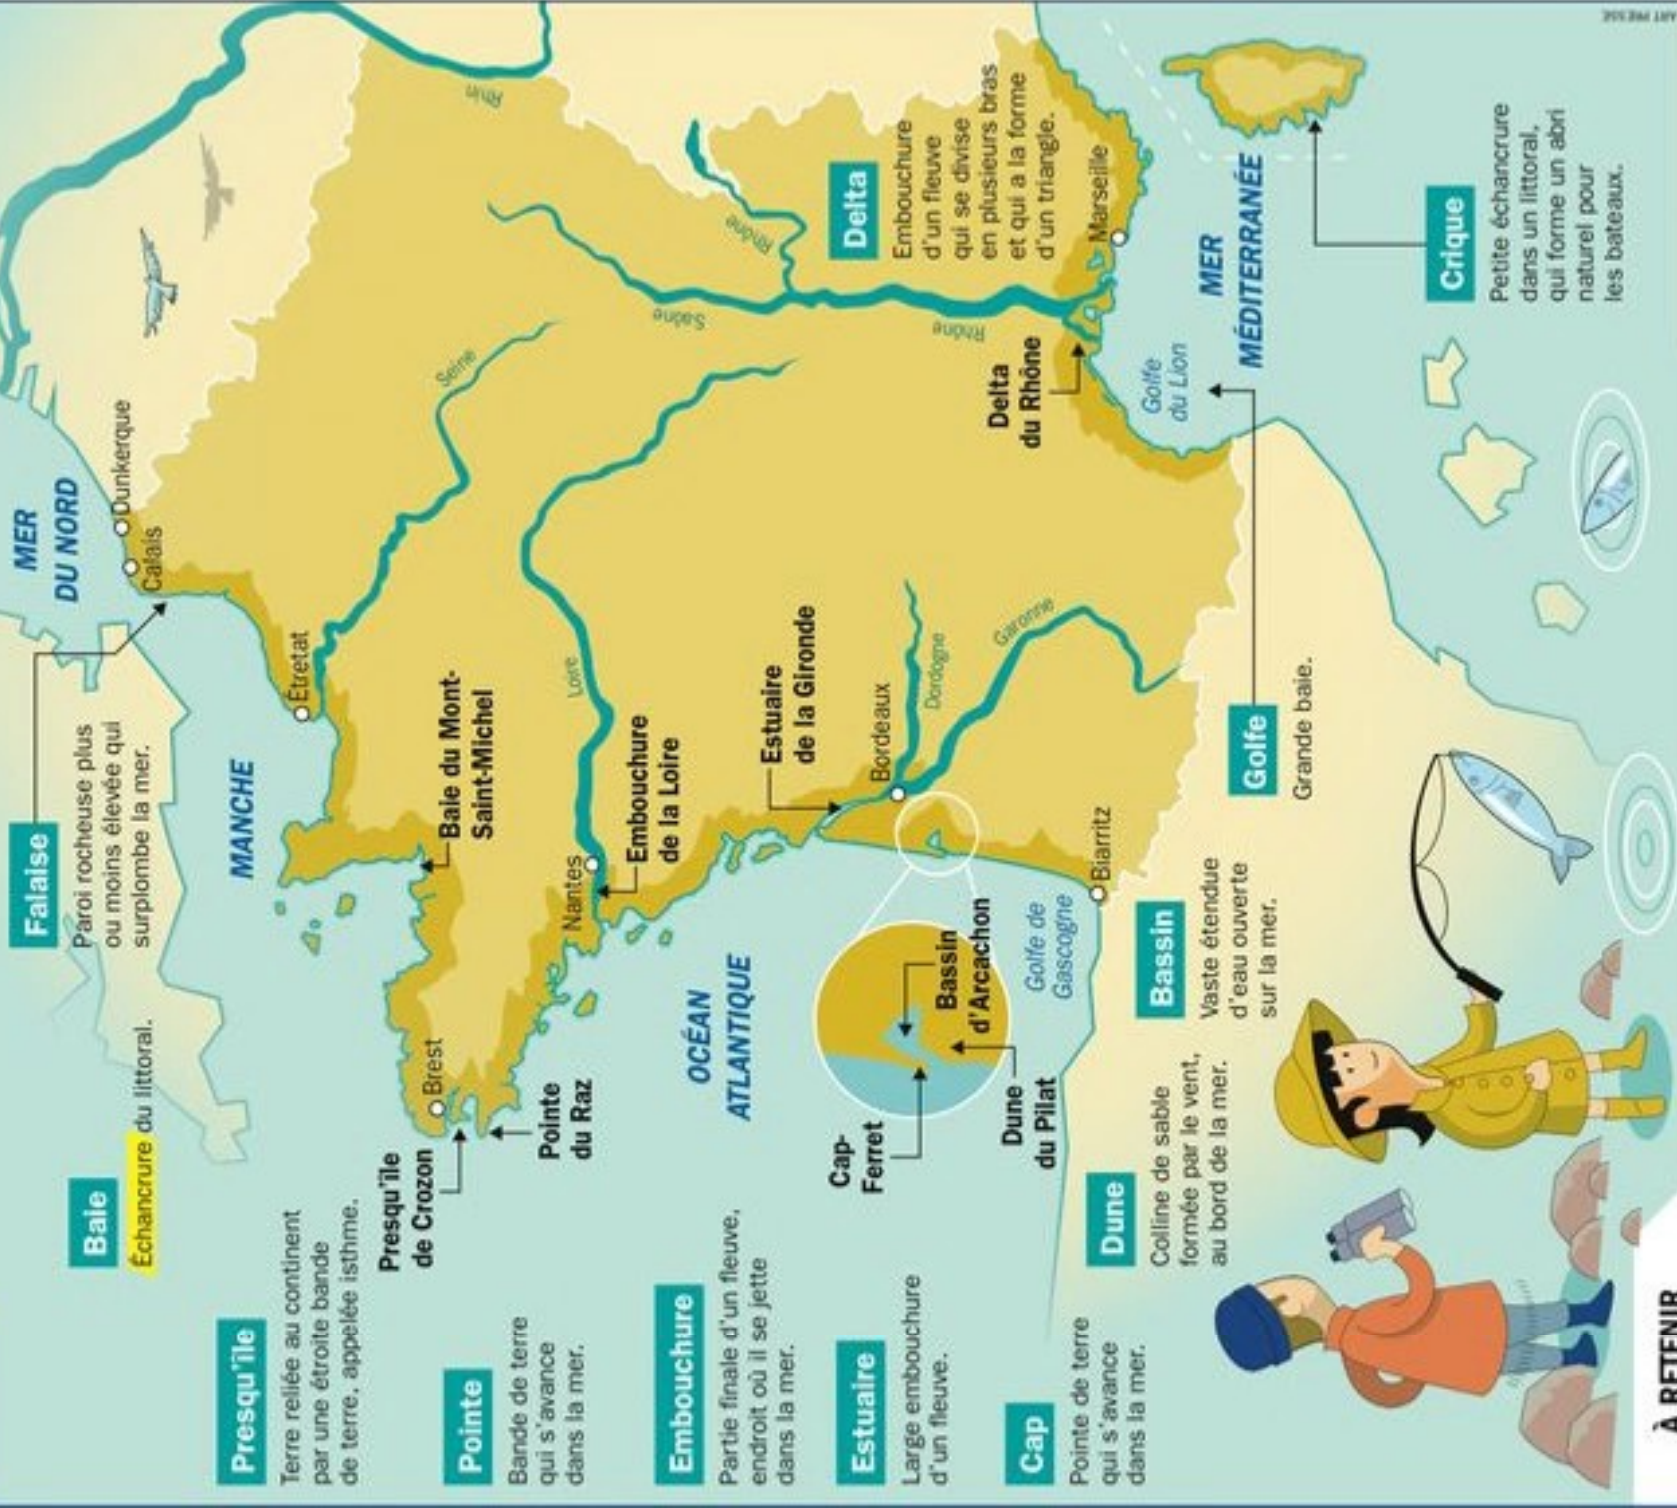 Baie
Échancrure du littoral.
Falaise
Paroi rocheuse plus
ou moins élevée qui
surplombe la mer.
MER
DU NORD
Dunkerque
Calais
Étretat
MANCHE
Rhin
Seine
Presqu'île
Terre reliée au continent
par une étroite bande
de terre, appelée isthme.
Presqu'île
de Crozon
Brest
Baie du Mont-
Saint-Michel
Pointe
Bande de terre
qui s'avance
dans la mer.
Pointe
du Raz
Nantes
Loire
Embouchure
de la Loire
Saône
Rhône
Embouchure
Partie finale d'un fleuve,
endroit où il se jette
dans la mer.
OCÉAN
ATLANTIQUE
Estuaire
de la Gironde
Bordeaux
Dordogne
Garonne
Estuaire
Large embouchure
d'un fleuve.
Cap-
Ferret
Bassin
d'Arcachon
Dune
du Pilat
Golfe de
Gascogne
Biarritz
Delta
Embouchure
d'un fleuve
qui se divise
en plusieurs bras
et qui a la forme
d'un triangle.
Rhône
Delta
du Rhône
Marseille
Golfe
du Lion
MER
MÉDITERRANÉE
Cap
Pointe de terre
qui s'avance
dans la mer.
Dune
Colline de sable
formée par le vent,
au bord de la mer.
Bassin
Vaste étendue
d'eau ouverte
sur la mer.
Golfe
Grande baie.
Crique
Petite échancrure
dans un littoral,
qui forme un abri
naturel pour
les bateaux.
ART PRESSE
À RETENIR